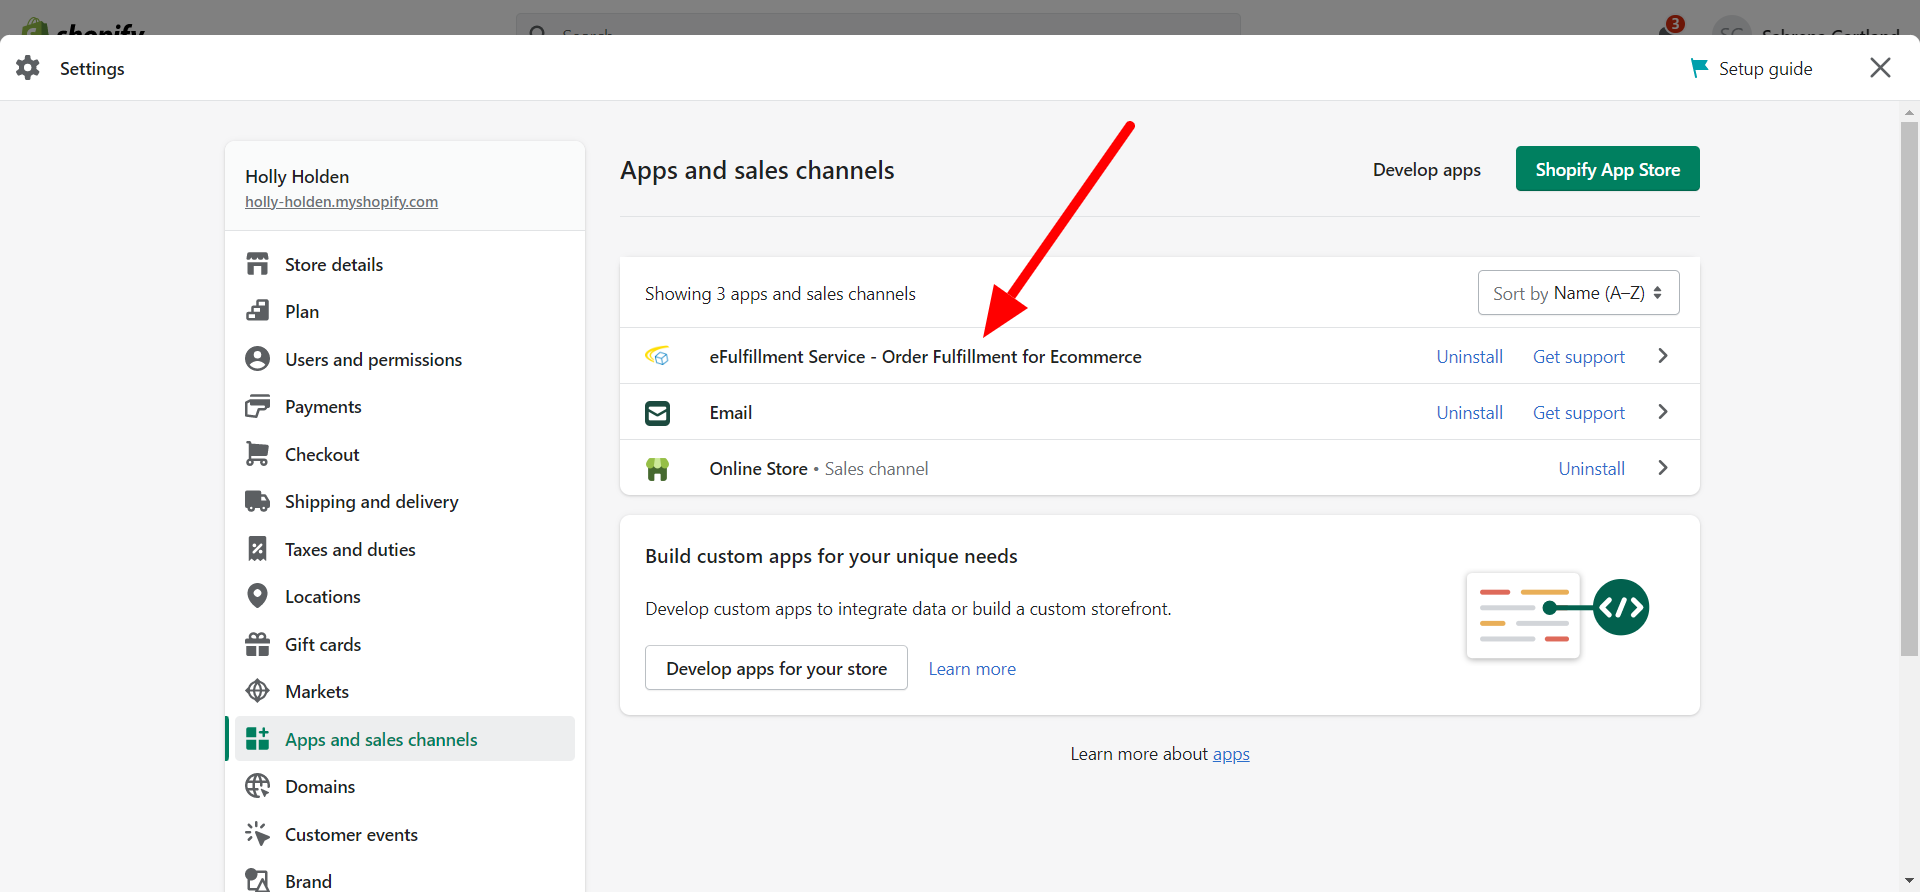 shopify
Search
3
SG
Settings
Setup guide
Holly Holden
holly-holden.myshopify.com
Store details
Plan
Users and permissions
Payments
Checkout
Shipping and delivery
Taxes and duties
Locations
Gift cards
Markets
Apps and sales channels
Domains
Customer events
Brand
Apps and sales channels
Develop apps
Shopify App Store
Showing 3 apps and sales channels
Sort by Name (A–Z)
eFulfillment Service - Order Fulfillment for Ecommerce
Uninstall
Get support
Email
Uninstall
Get support
Online Store • Sales channel
Uninstall
Build custom apps for your unique needs
Develop custom apps to integrate data or build a custom storefront.
Develop apps for your store
Learn more
Learn more about apps